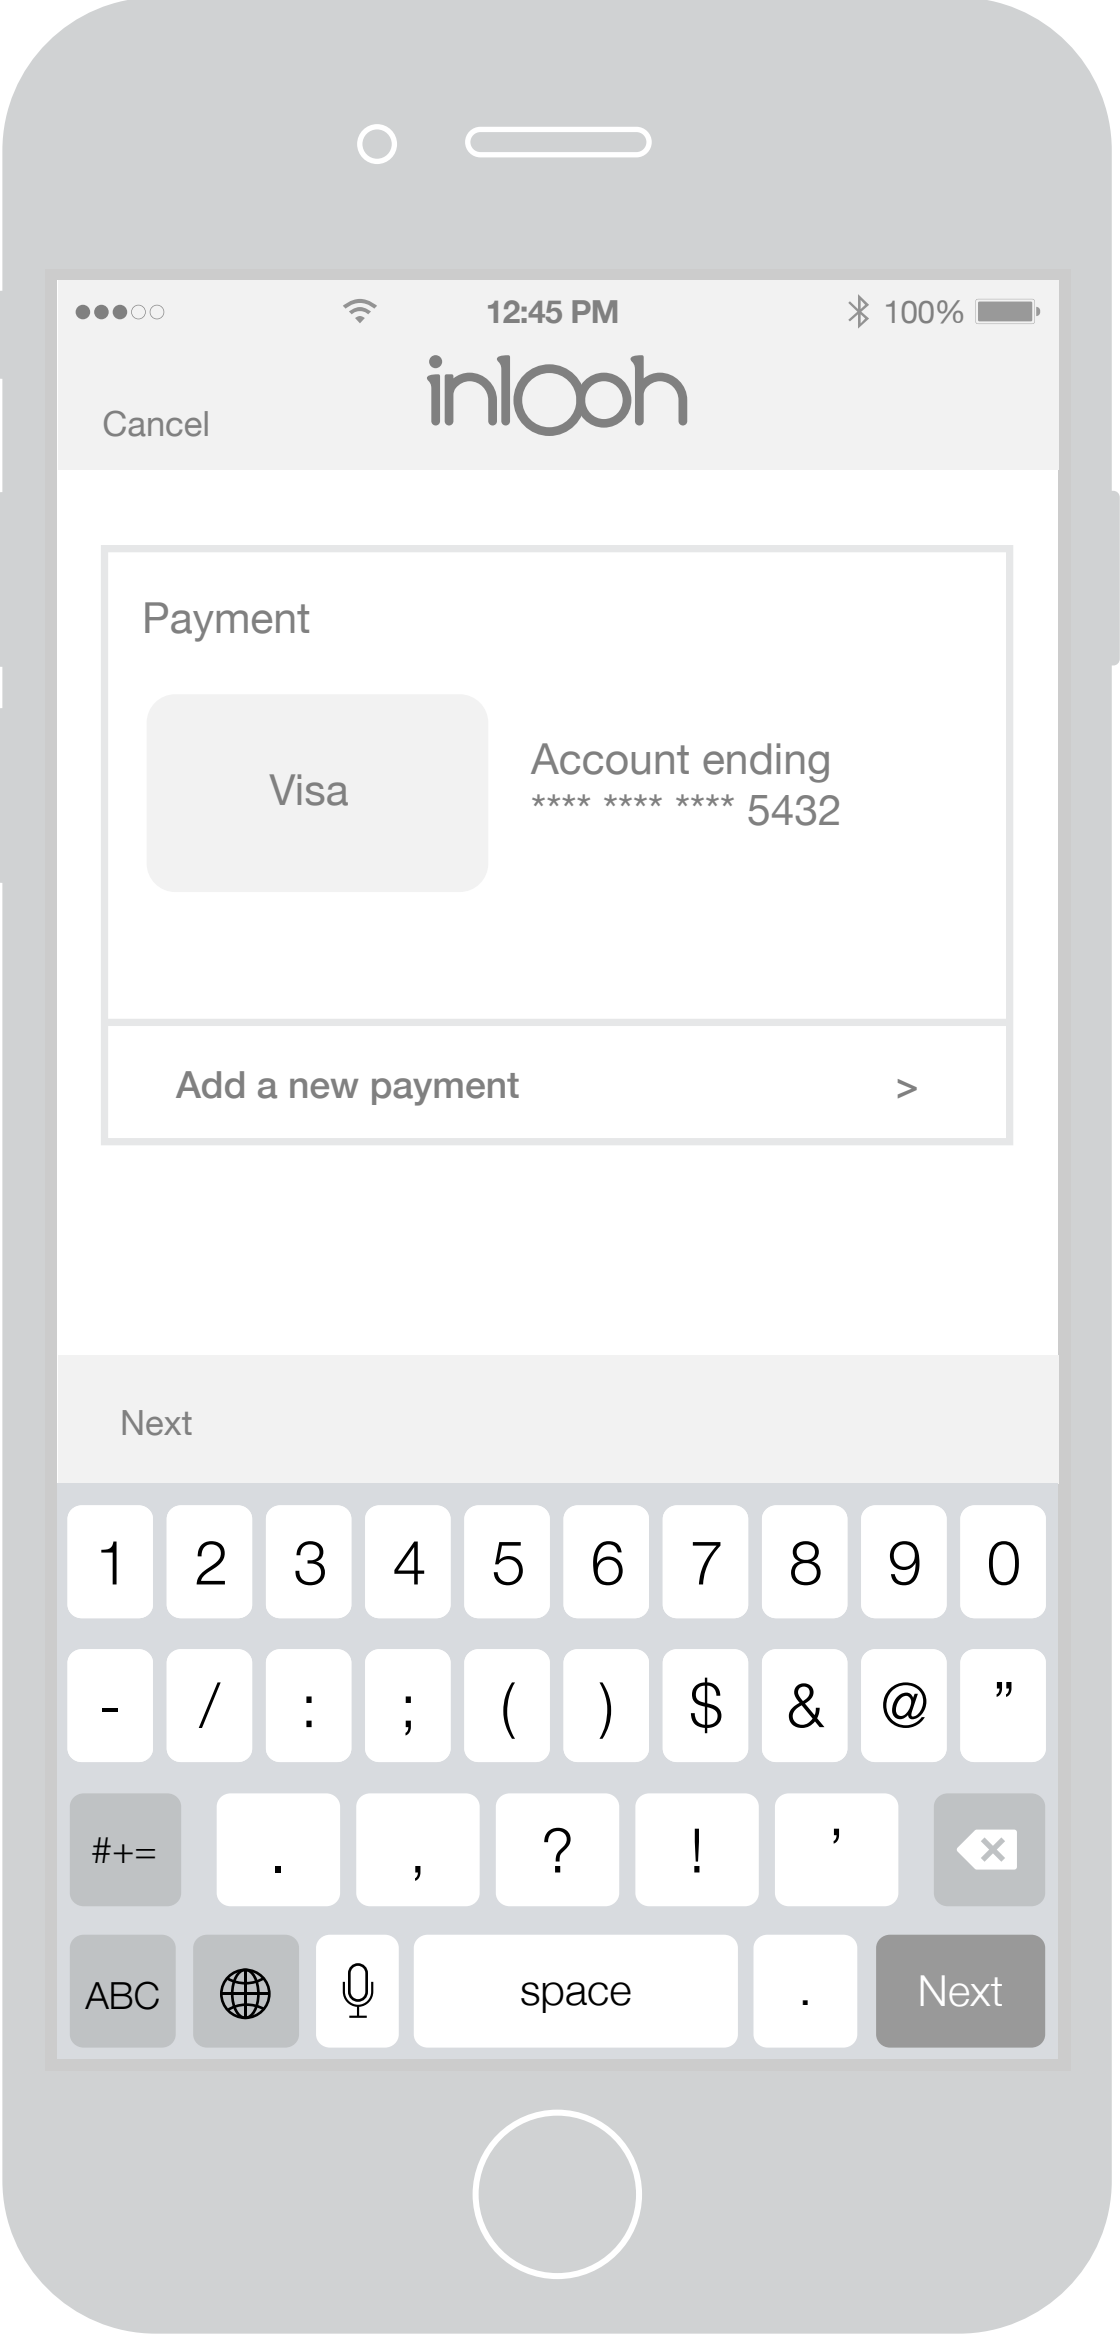 12:45 PM 100%
inlooh
Cancel
Payment
Visa
Account ending
**** **** **** 5432
Add a new payment >
Next
1 2 3 4 5 6 7 8 9 0
- / : ; ( ) $ & @ ”
#+= . , ? ! ’
ABC space . Next